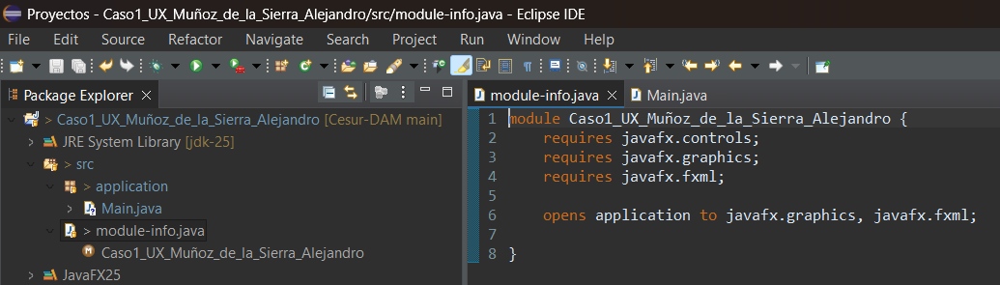 Proyectos - Caso1_UX_Muñoz_de_la_Sierra_Alejandro/src/module-info.java - Eclipse IDE
File Edit Source Refactor Navigate Search Project Run Window Help
Package Explorer
> Caso1_UX_Muñoz_de_la_Sierra_Alejandro [Cesur-DAM main]
JRE System Library [jdk-25]
> src
> application
Main.java
> module-info.java
Caso1_UX_Muñoz_de_la_Sierra_Alejandro
JavaFX25
module-info.java Main.java
1 module Caso1_UX_Muñoz_de_la_Sierra_Alejandro {
2 requires javafx.controls;
3 requires javafx.graphics;
4 requires javafx.fxml;
5
6 opens application to javafx.graphics, javafx.fxml;
7
8 }